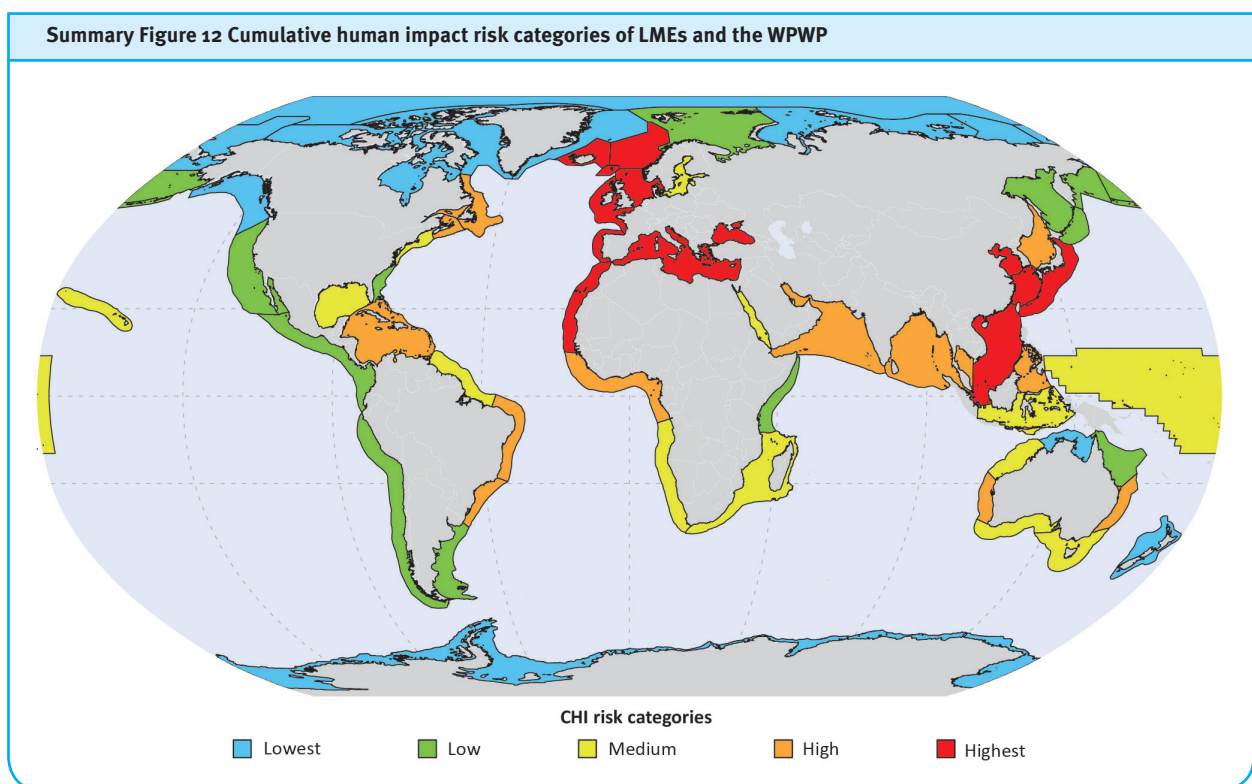 Summary Figure 12 Cumulative human impact risk categories of LMEs and the WPWP
CHI risk categories
Lowest Low Medium High Highest